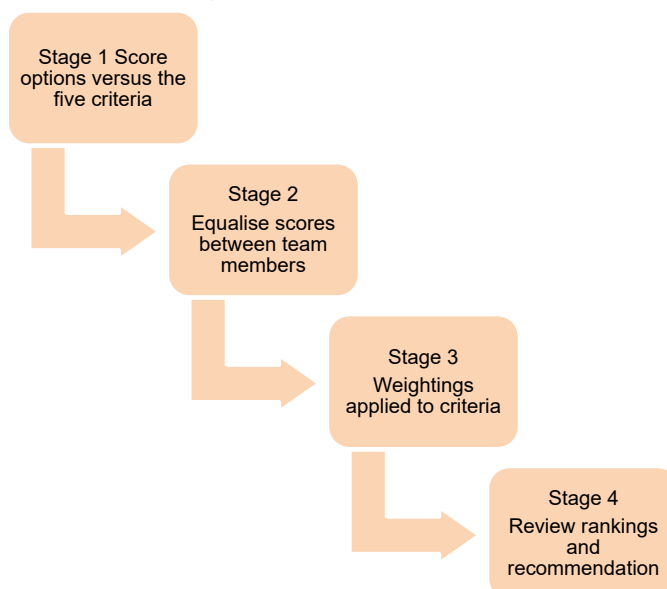 Stage 1 Score
options versus the
five criteria
Stage 2
Equalise scores
between team
members
Stage 3
Weightings
applied to criteria
Stage 4
Review rankings
and
recommendation